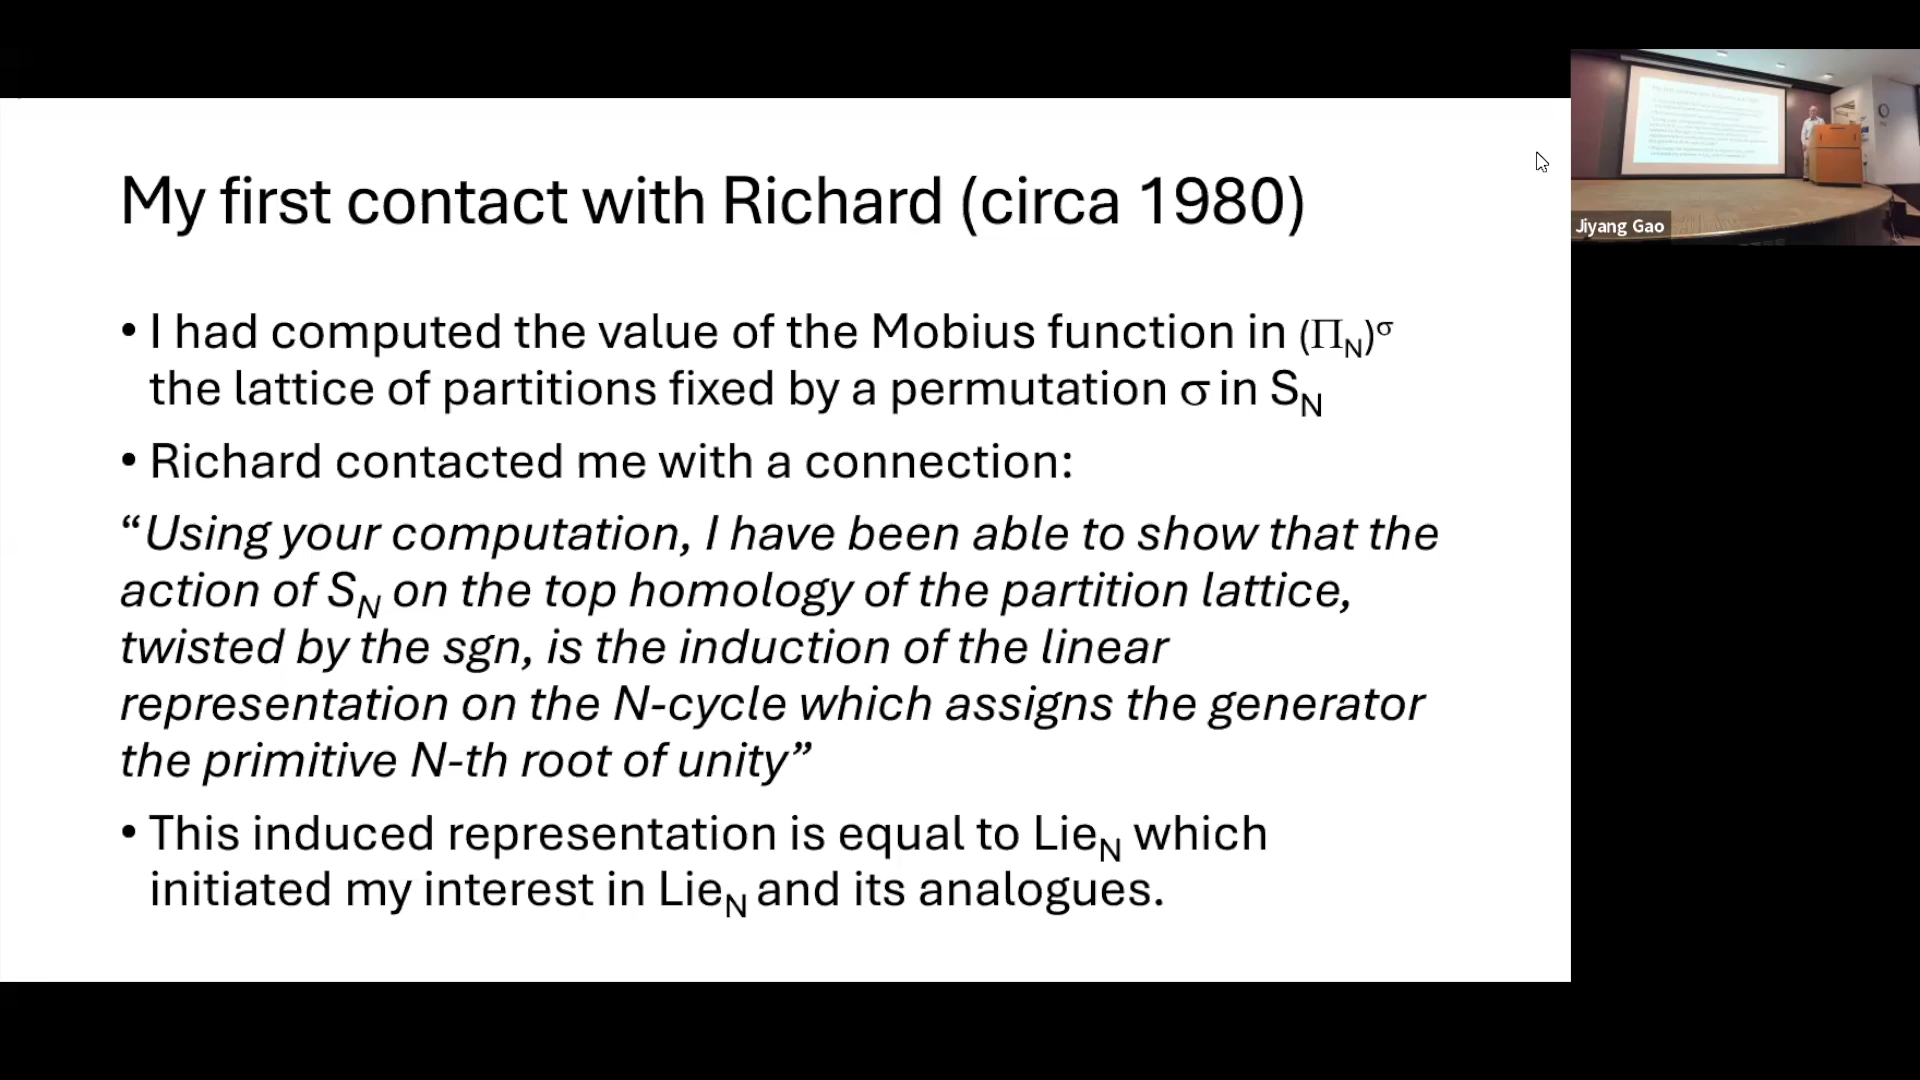 My first contact with Richard (circa 1980)
• I had computed the value of the Mobius function in (Π_N)^σ
the lattice of partitions fixed by a permutation σ in S_N
• Richard contacted me with a connection:
“Using your computation, I have been able to show that the
action of S_N on the top homology of the partition lattice,
twisted by the sgn, is the induction of the linear
representation on the N-cycle which assigns the generator
the primitive N-th root of unity”
• This induced representation is equal to Lie_N which
initiated my interest in Lie_N and its analogues.
Jiyang Gao